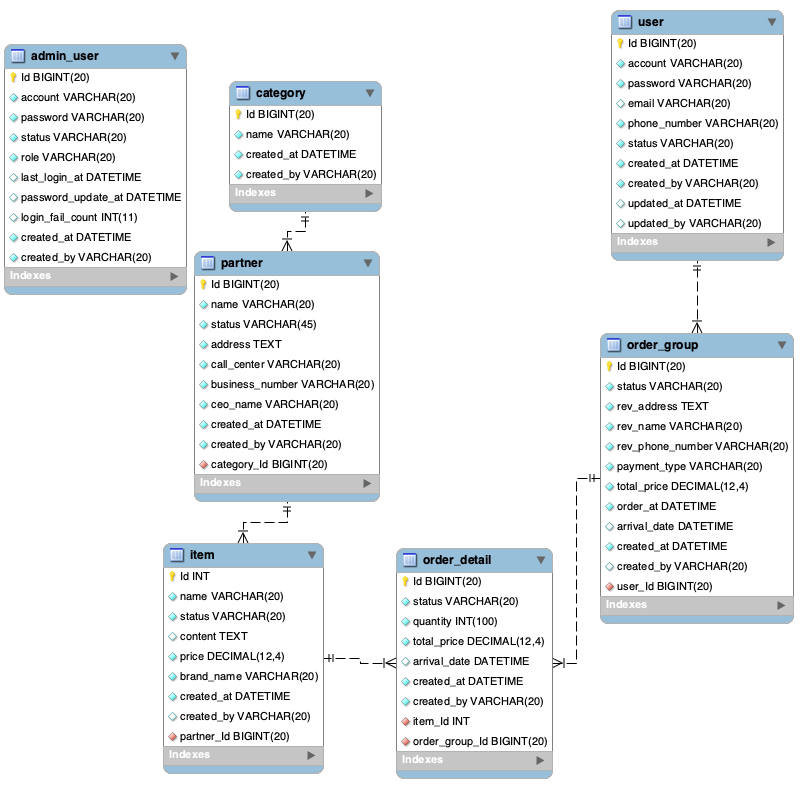 admin_user
Id BIGINT(20)
account VARCHAR(20)
password VARCHAR(20)
status VARCHAR(20)
role VARCHAR(20)
last_login_at DATETIME
password_update_at DATETIME
login_fail_count INT(11)
created_at DATETIME
created_by VARCHAR(20)
Indexes
category
Id BIGINT(20)
name VARCHAR(20)
created_at DATETIME
created_by VARCHAR(20)
Indexes
user
Id BIGINT(20)
account VARCHAR(20)
password VARCHAR(20)
email VARCHAR(20)
phone_number VARCHAR(20)
status VARCHAR(20)
created_at DATETIME
created_by VARCHAR(20)
updated_at DATETIME
updated_by VARCHAR(20)
Indexes
partner
Id BIGINT(20)
name VARCHAR(20)
status VARCHAR(45)
address TEXT
call_center VARCHAR(20)
business_number VARCHAR(20)
ceo_name VARCHAR(20)
created_at DATETIME
created_by VARCHAR(20)
category_Id BIGINT(20)
Indexes
order_group
Id BIGINT(20)
status VARCHAR(20)
rev_address TEXT
rev_name VARCHAR(20)
rev_phone_number VARCHAR(20)
payment_type VARCHAR(20)
total_price DECIMAL(12,4)
order_at DATETIME
arrival_date DATETIME
created_at DATETIME
created_by VARCHAR(20)
user_Id BIGINT(20)
Indexes
item
Id INT
name VARCHAR(20)
status VARCHAR(20)
content TEXT
price DECIMAL(12,4)
brand_name VARCHAR(20)
created_at DATETIME
created_by VARCHAR(20)
partner_Id BIGINT(20)
Indexes
order_detail
Id BIGINT(20)
status VARCHAR(20)
quantity INT(100)
total_price DECIMAL(12,4)
arrival_date DATETIME
created_at DATETIME
created_by VARCHAR(20)
item_Id INT
order_group_Id BIGINT(20)
Indexes